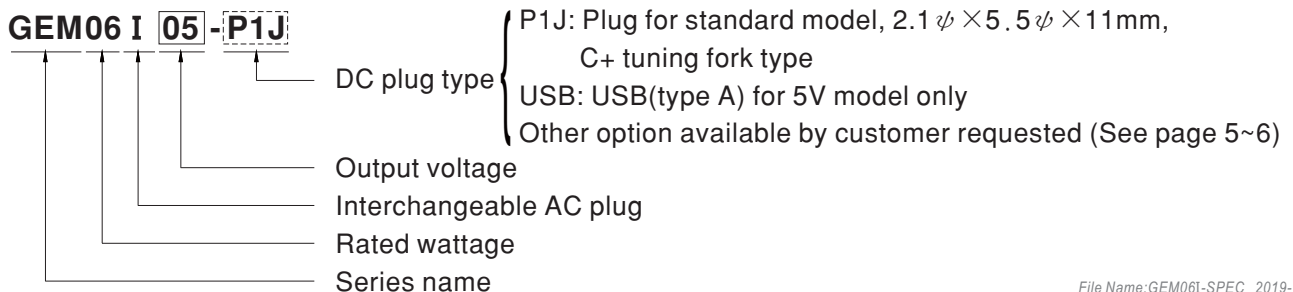 GEM06 I 05 - P1J
DC plug type
P1J: Plug for standard model, 2.1ψ×5.5ψ×11mm,
C+ tuning fork type
USB: USB(type A) for 5V model only
Other option available by customer requested (See page 5~6)
Output voltage
Interchangeable AC plug
Rated wattage
Series name
File Name:GEM06I-SPEC 2019-